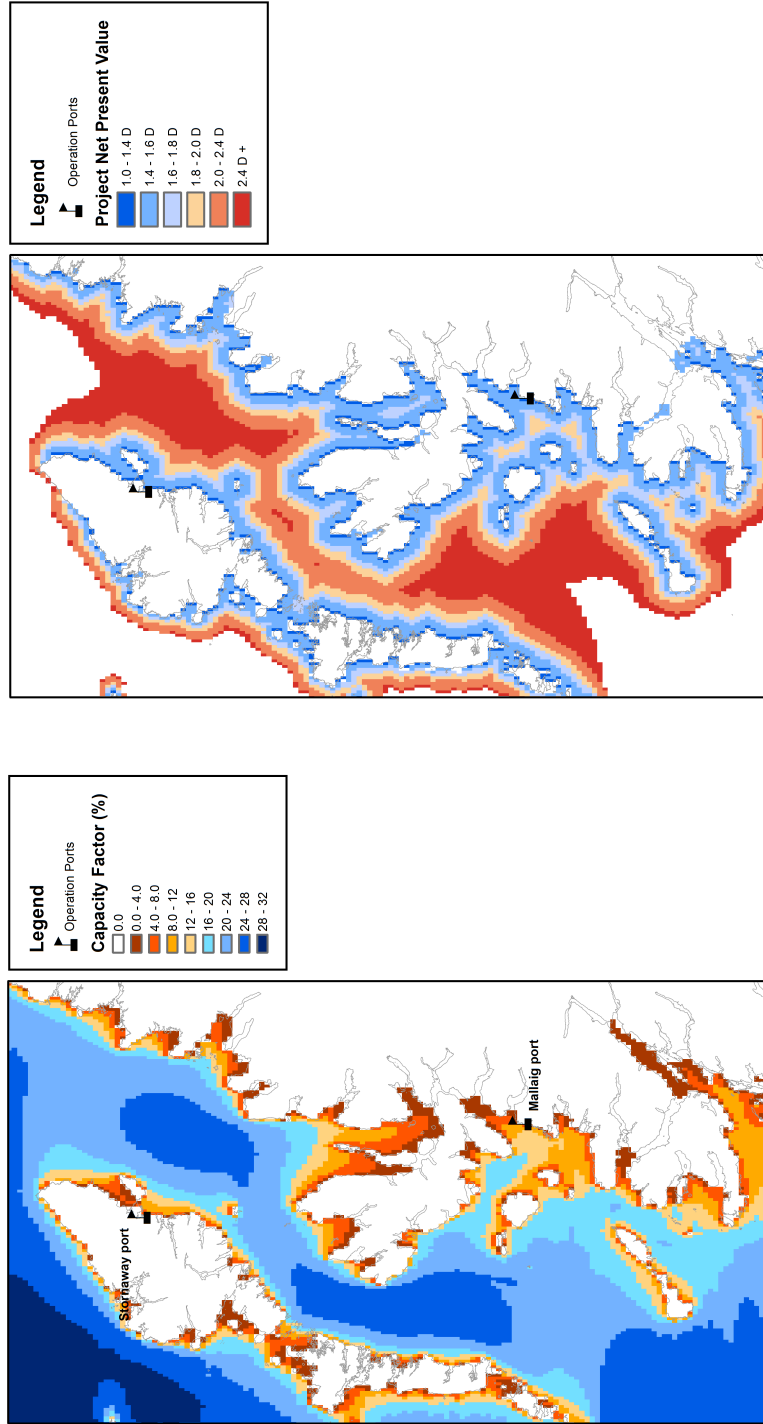 Legend
Operation Ports
Capacity Factor (%)
0.0
0.0 - 4.0
4.0 - 8.0
8.0 - 12
12 - 16
16 - 20
20 - 24
24 - 28
28 - 32
Stornaway port
Mallaig port
Legend
Operation Ports
Project Net Present Value
1.0 - 1.4 D
1.4 - 1.6 D
1.6 - 1.8 D
1.8 - 2.0 D
2.0 - 2.4 D
2.4 D +